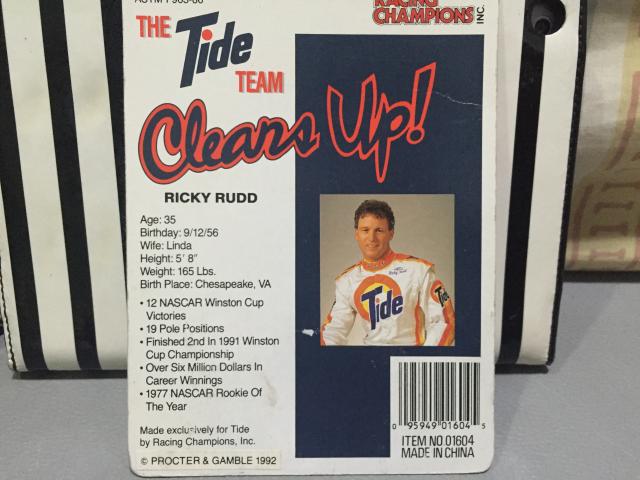 THE Tide TEAM
RACING CHAMPIONS INC.
Cleans Up!
RICKY RUDD
Age: 35
Birthday: 9/12/56
Wife: Linda
Height: 5' 8"
Weight: 165 Lbs.
Birth Place: Chesapeake, VA
• 12 NASCAR Winston Cup
Victories
• 19 Pole Positions
• Finished 2nd In 1991 Winston
Cup Championship
• Over Six Million Dollars In
Career Winnings
• 1977 NASCAR Rookie Of
The Year
Made exclusively for Tide
by Racing Champions, Inc.
© PROCTER & GAMBLE 1992
Tide
0 95949 01604 5
ITEM NO.01604
MADE IN CHINA